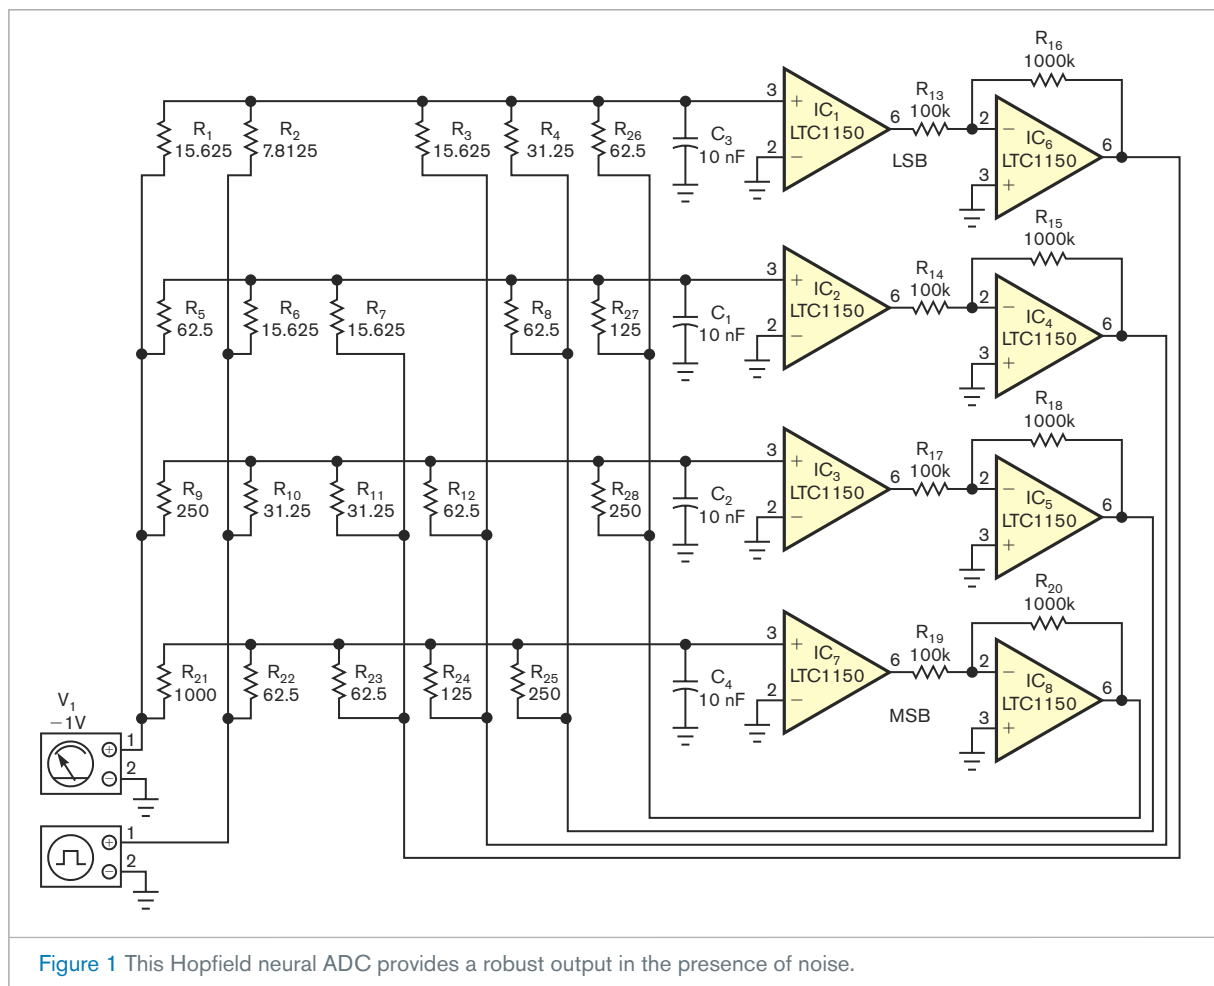 R16
1000k
R13
100k
3
+
IC1
LTC1150
6
2
−
IC6
LTC1150
6
R1
15.625
R2
7.8125
R3
15.625
R4
31.25
R26
62.5
C3
10 nF
2
−
LSB
3
+
R15
1000k
R14
100k
3
+
IC2
LTC1150
6
2
−
IC4
LTC1150
6
R5
62.5
R6
15.625
R7
15.625
R8
62.5
R27
125
C1
10 nF
2
−
3
+
R18
1000k
R17
100k
3
+
IC3
LTC1150
6
2
−
IC5
LTC1150
6
R9
250
R10
31.25
R11
31.25
R12
62.5
R28
250
C2
10 nF
2
−
3
+
R20
1000k
R19
100k
3
+
IC7
LTC1150
6
2
−
IC8
LTC1150
6
R21
1000
R22
62.5
R23
62.5
R24
125
R25
250
C4
10 nF
2
−
MSB
3
+
V1
−1V
+
1
−
2
+
1
−
2
Figure 1 This Hopfield neural ADC provides a robust output in the presence of noise.